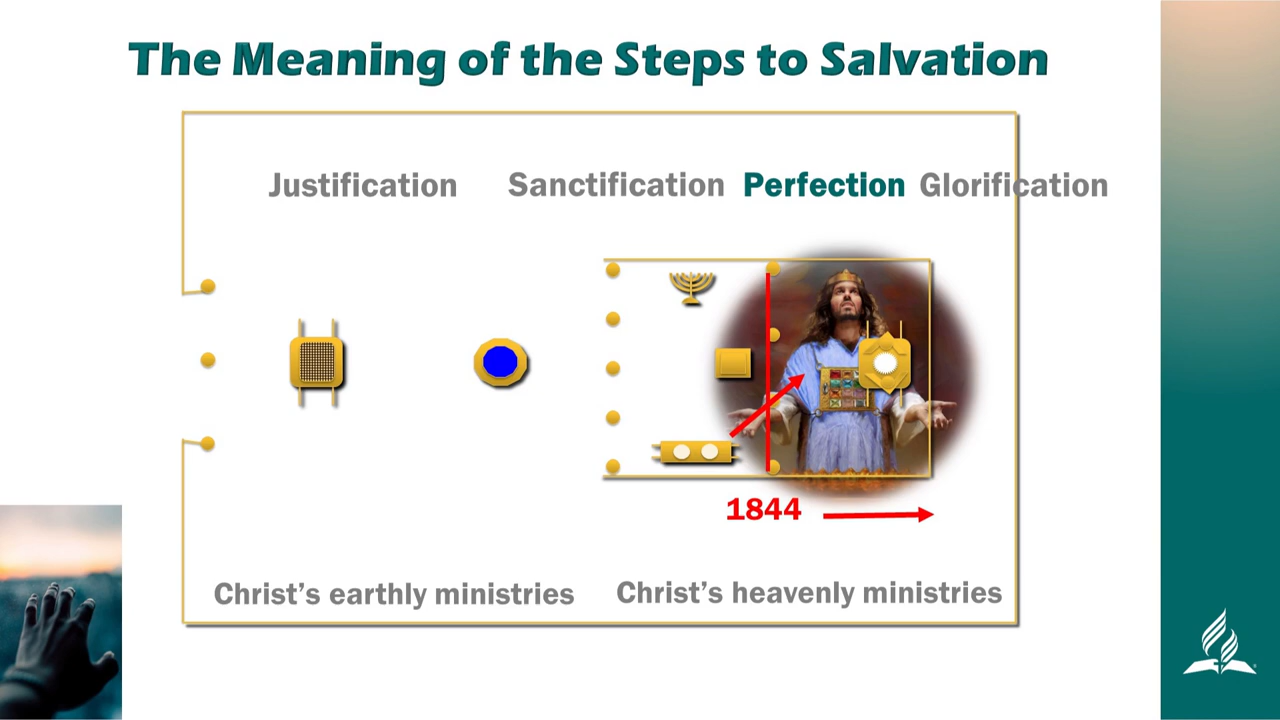 The Meaning of the Steps to Salvation
Justification Sanctification Perfection Glorification
1844
Christ's earthly ministries Christ's heavenly ministries